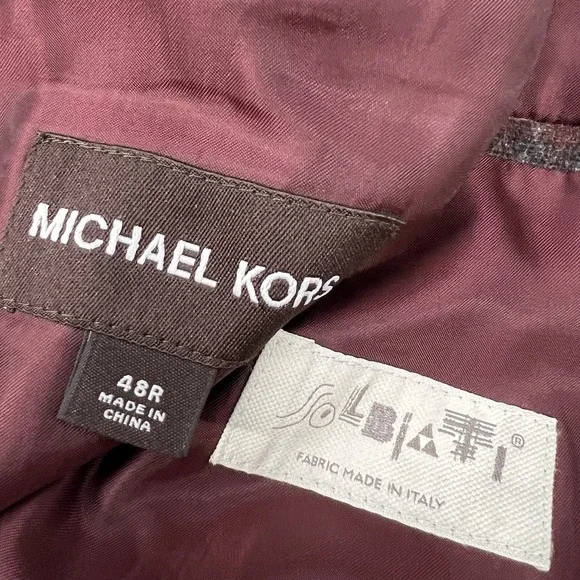 MICHAEL KORS
48R
MADE IN
CHINA
SOLBIATI®
FABRIC MADE IN ITALY